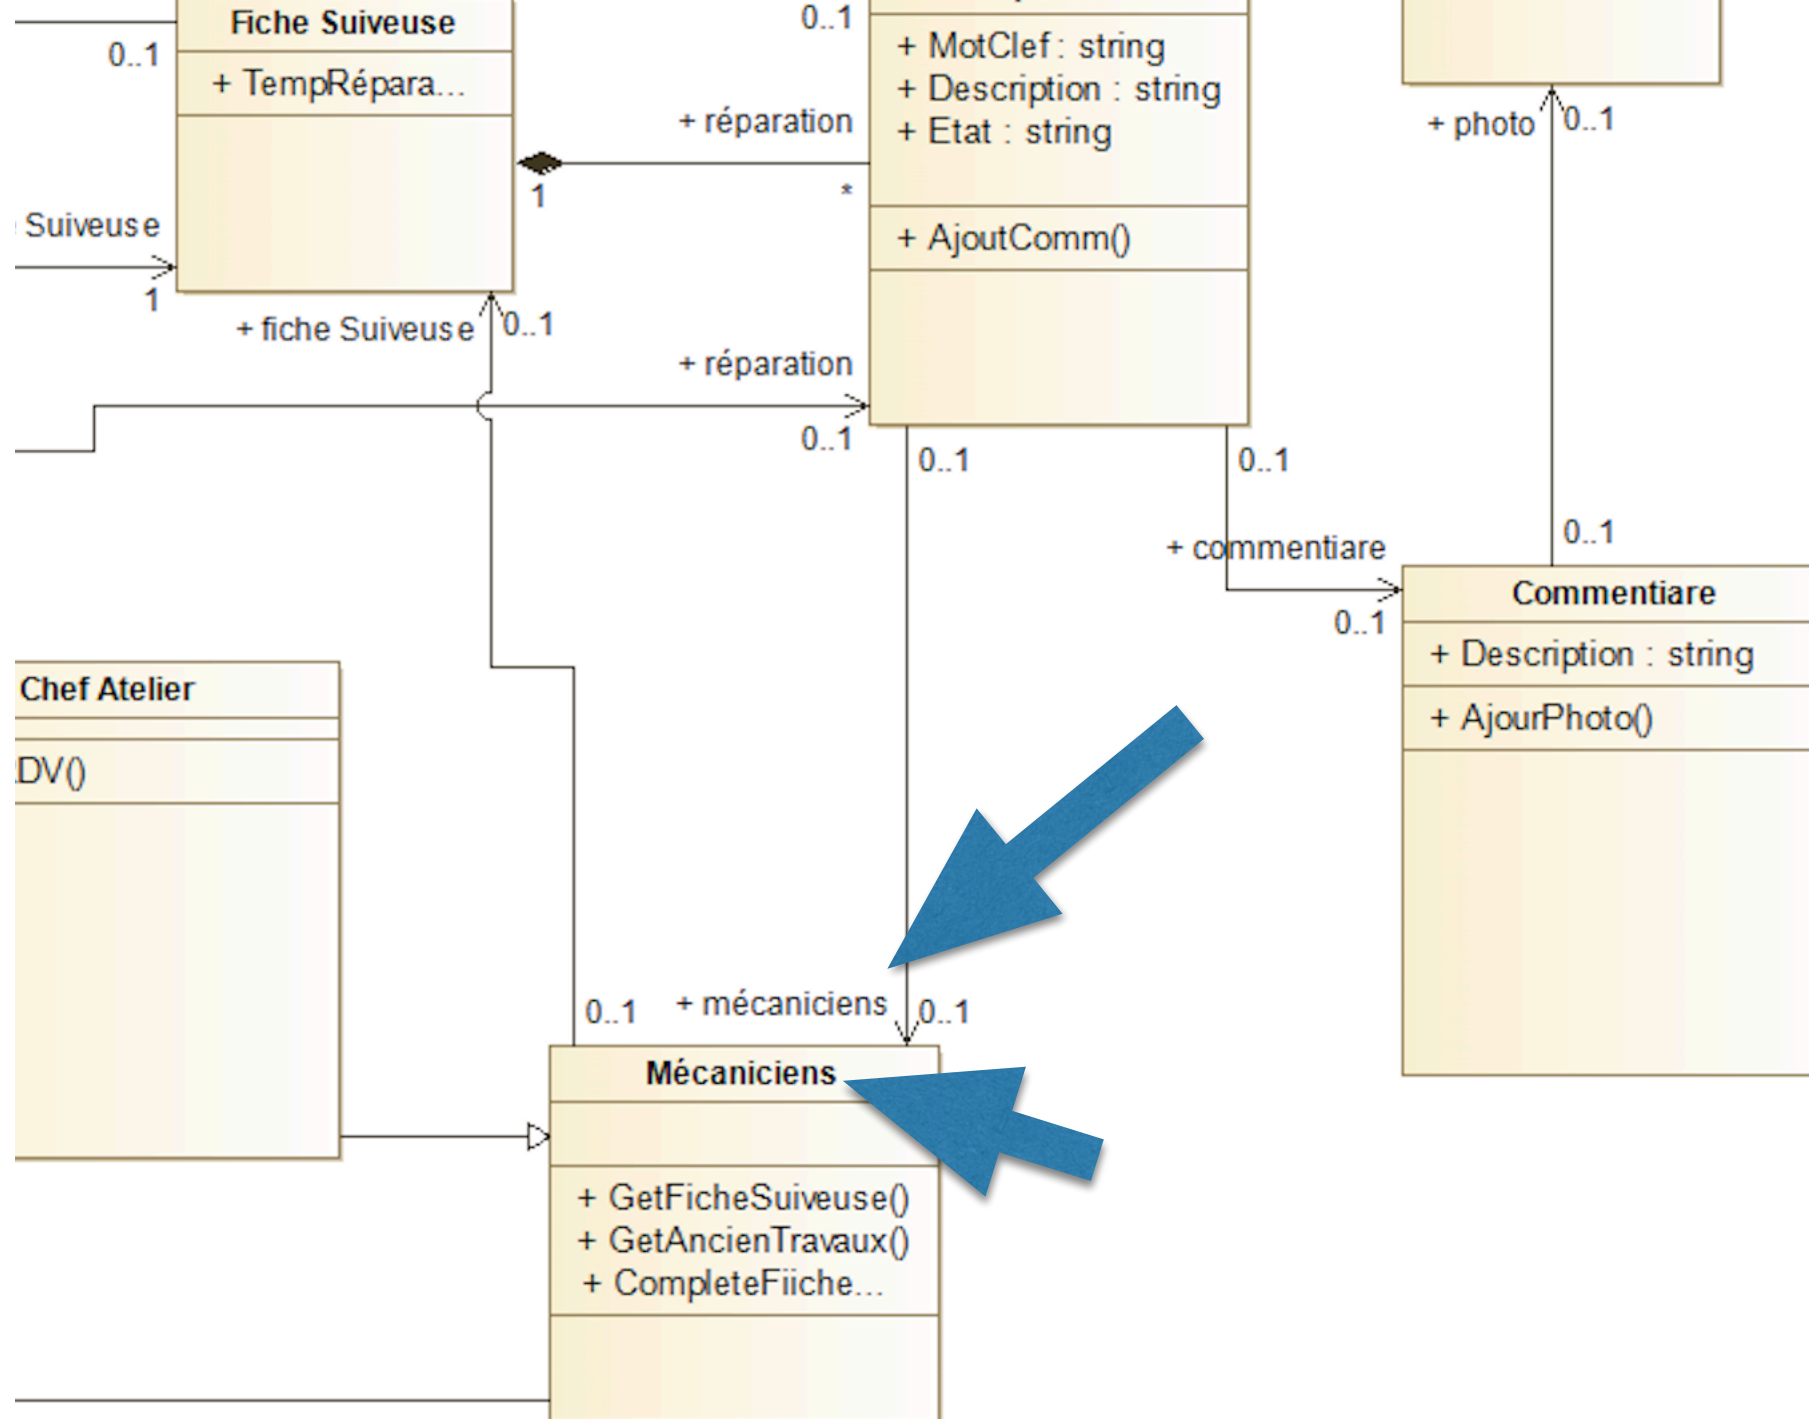 Fiche Suiveuse
0..1
+ TempRépara...
Suiveuse
1
+ fiche Suiveuse
0..1
0..1
+ réparation
1
*
+ MotClef : string
+ Description : string
+ Etat : string
+ AjoutComm()
+ réparation
0..1
0..1
0..1
+ photo
0..1
0..1
+ commentiare
0..1
Commentiare
+ Description : string
+ AjourPhoto()
Chef Atelier
DV()
0..1
+ mécaniciens
0..1
Mécaniciens
+ GetFicheSuiveuse()
+ GetAncienTravaux()
+ CompleteFiiche...